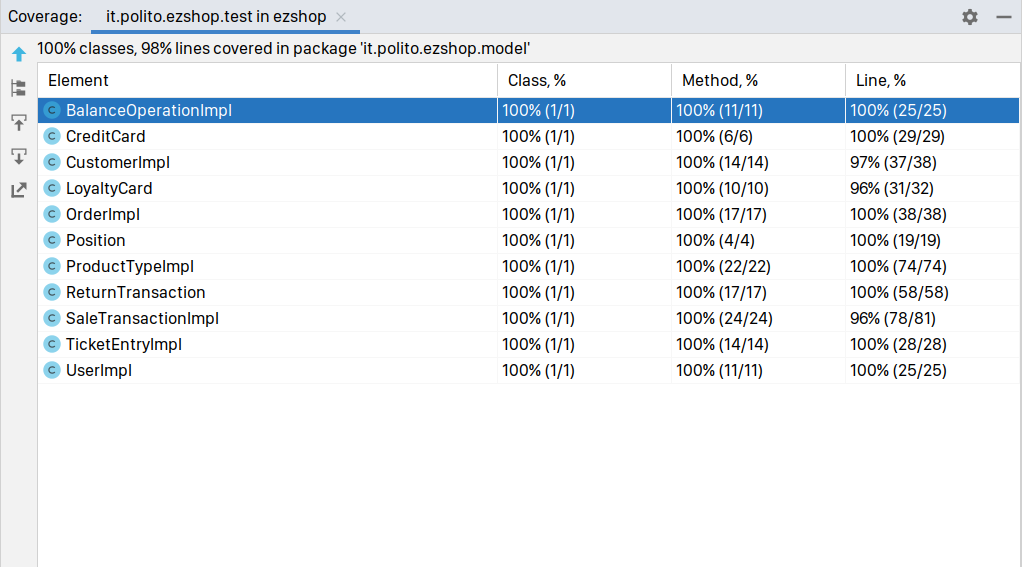 Coverage: it.polito.ezshop.test in ezshop
100% classes, 98% lines covered in package 'it.polito.ezshop.model'
Element Class, % Method, % Line, %
C BalanceOperationImpl 100% (1/1) 100% (11/11) 100% (25/25)
C CreditCard 100% (1/1) 100% (6/6) 100% (29/29)
C CustomerImpl 100% (1/1) 100% (14/14) 97% (37/38)
C LoyaltyCard 100% (1/1) 100% (10/10) 96% (31/32)
C OrderImpl 100% (1/1) 100% (17/17) 100% (38/38)
C Position 100% (1/1) 100% (4/4) 100% (19/19)
C ProductTypeImpl 100% (1/1) 100% (22/22) 100% (74/74)
C ReturnTransaction 100% (1/1) 100% (17/17) 100% (58/58)
C SaleTransactionImpl 100% (1/1) 100% (24/24) 96% (78/81)
C TicketEntryImpl 100% (1/1) 100% (14/14) 100% (28/28)
C UserImpl 100% (1/1) 100% (11/11) 100% (25/25)